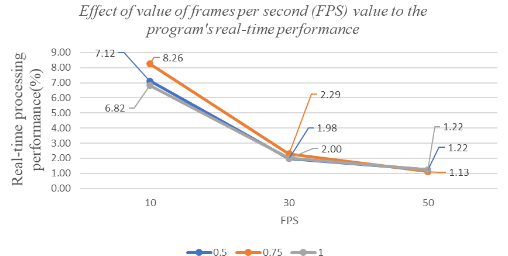 Effect of value of frames per second (FPS) value to the
program's real-time performance
Real-time processing
performance(%)
9.00
8.00
7.00
6.00
5.00
4.00
3.00
2.00
1.00
0.00
7.12
8.26
6.82
2.29
1.98
2.00
1.22
1.22
1.13
10 30 50
FPS
0.5 0.75 1